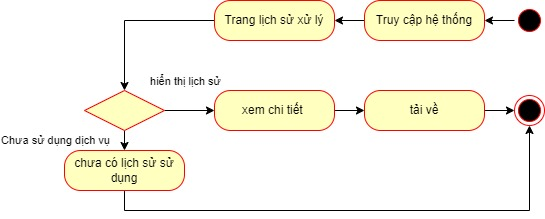 Trang lịch sử xử lý
Truy cập hệ thống
hiển thị lịch sử
xem chi tiết
tải về
Chưa sử dụng dịch vụ
chưa có lịch sử sử
dụng